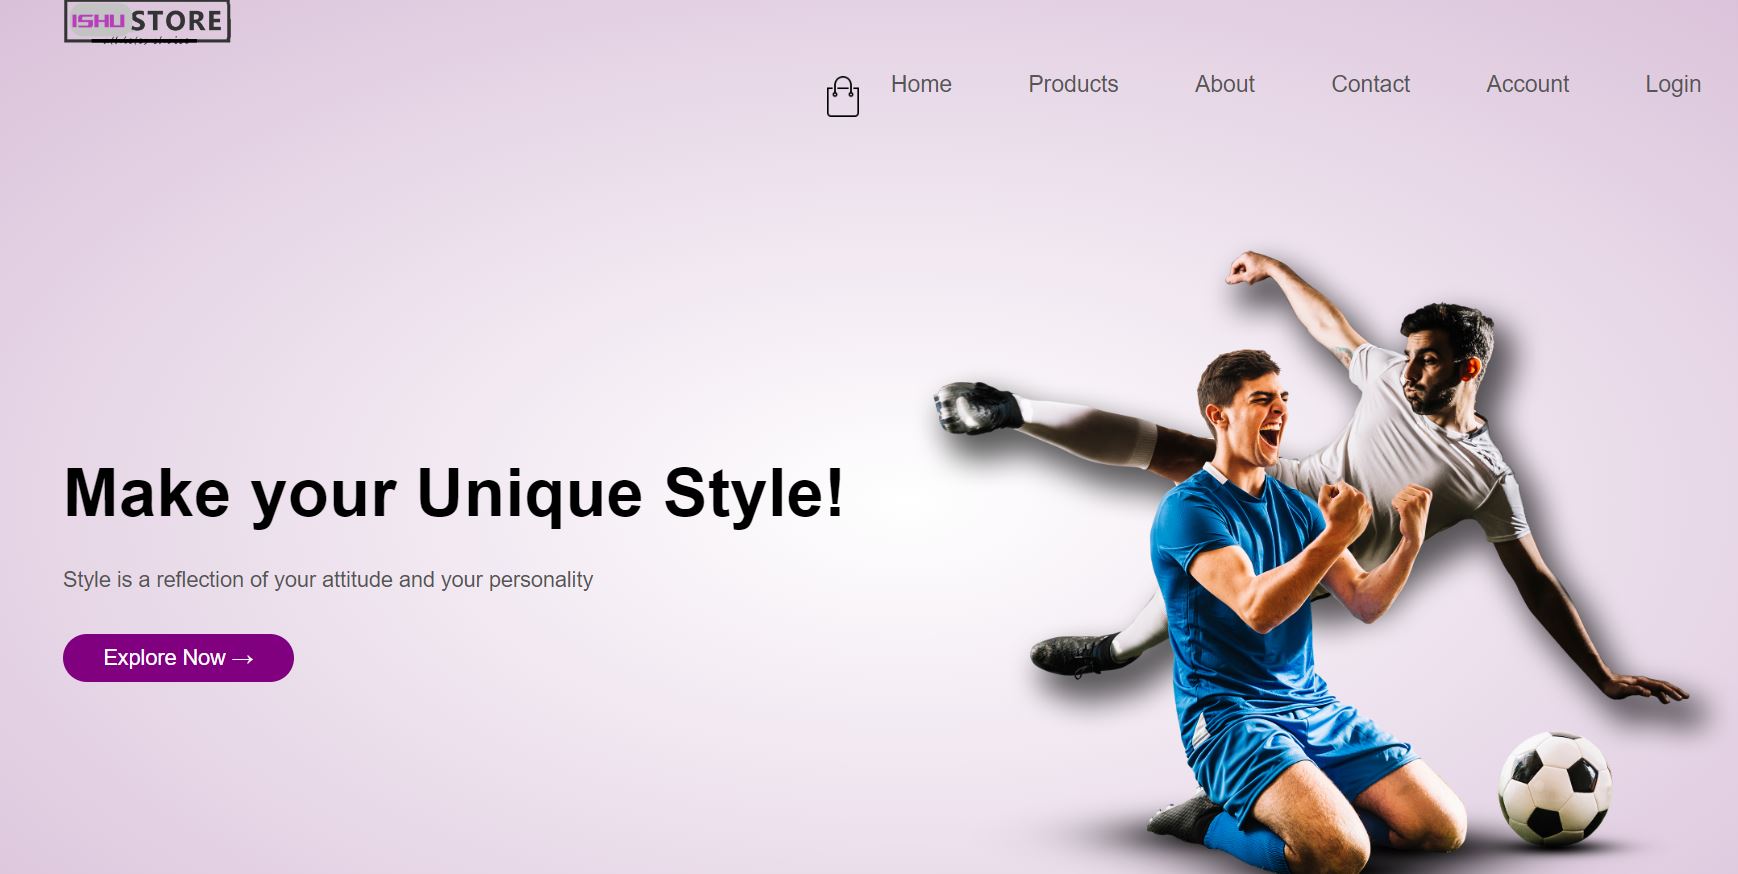 ISHU STORE
Home Products About Contact Account Login
Make your Unique Style!
Style is a reflection of your attitude and your personality
Explore Now →